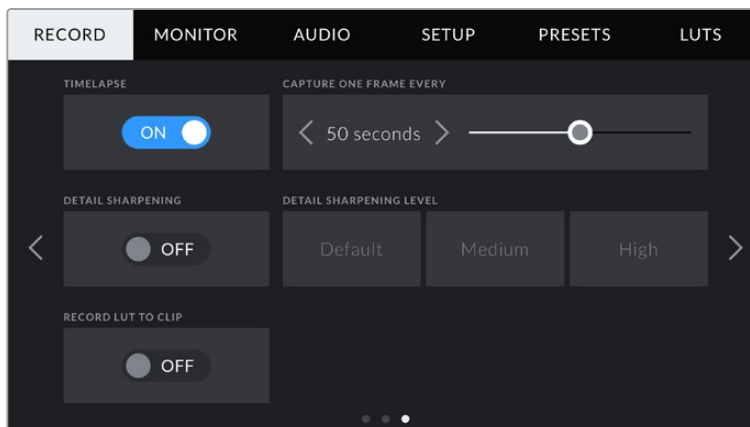 RECORD MONITOR AUDIO SETUP PRESETS LUTS
TIMELAPSE CAPTURE ONE FRAME EVERY
ON 50 seconds
DETAIL SHARPENING DETAIL SHARPENING LEVEL
OFF Default Medium High
RECORD LUT TO CLIP
OFF